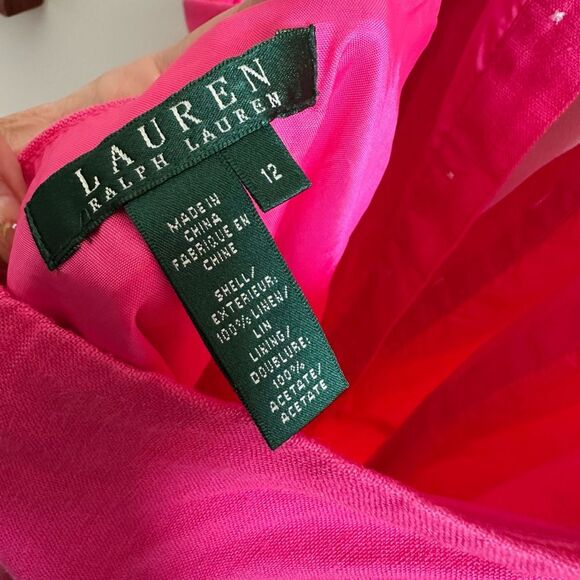 LAUREN
RALPH LAUREN
12
MADE IN
CHINA
FABRIQUE EN
CHINE
SHELL/
EXTERIEUR:
100% LINEN/
LIN
LINING/
DOUBLURE:
100%
ACETATE/
ACETATE